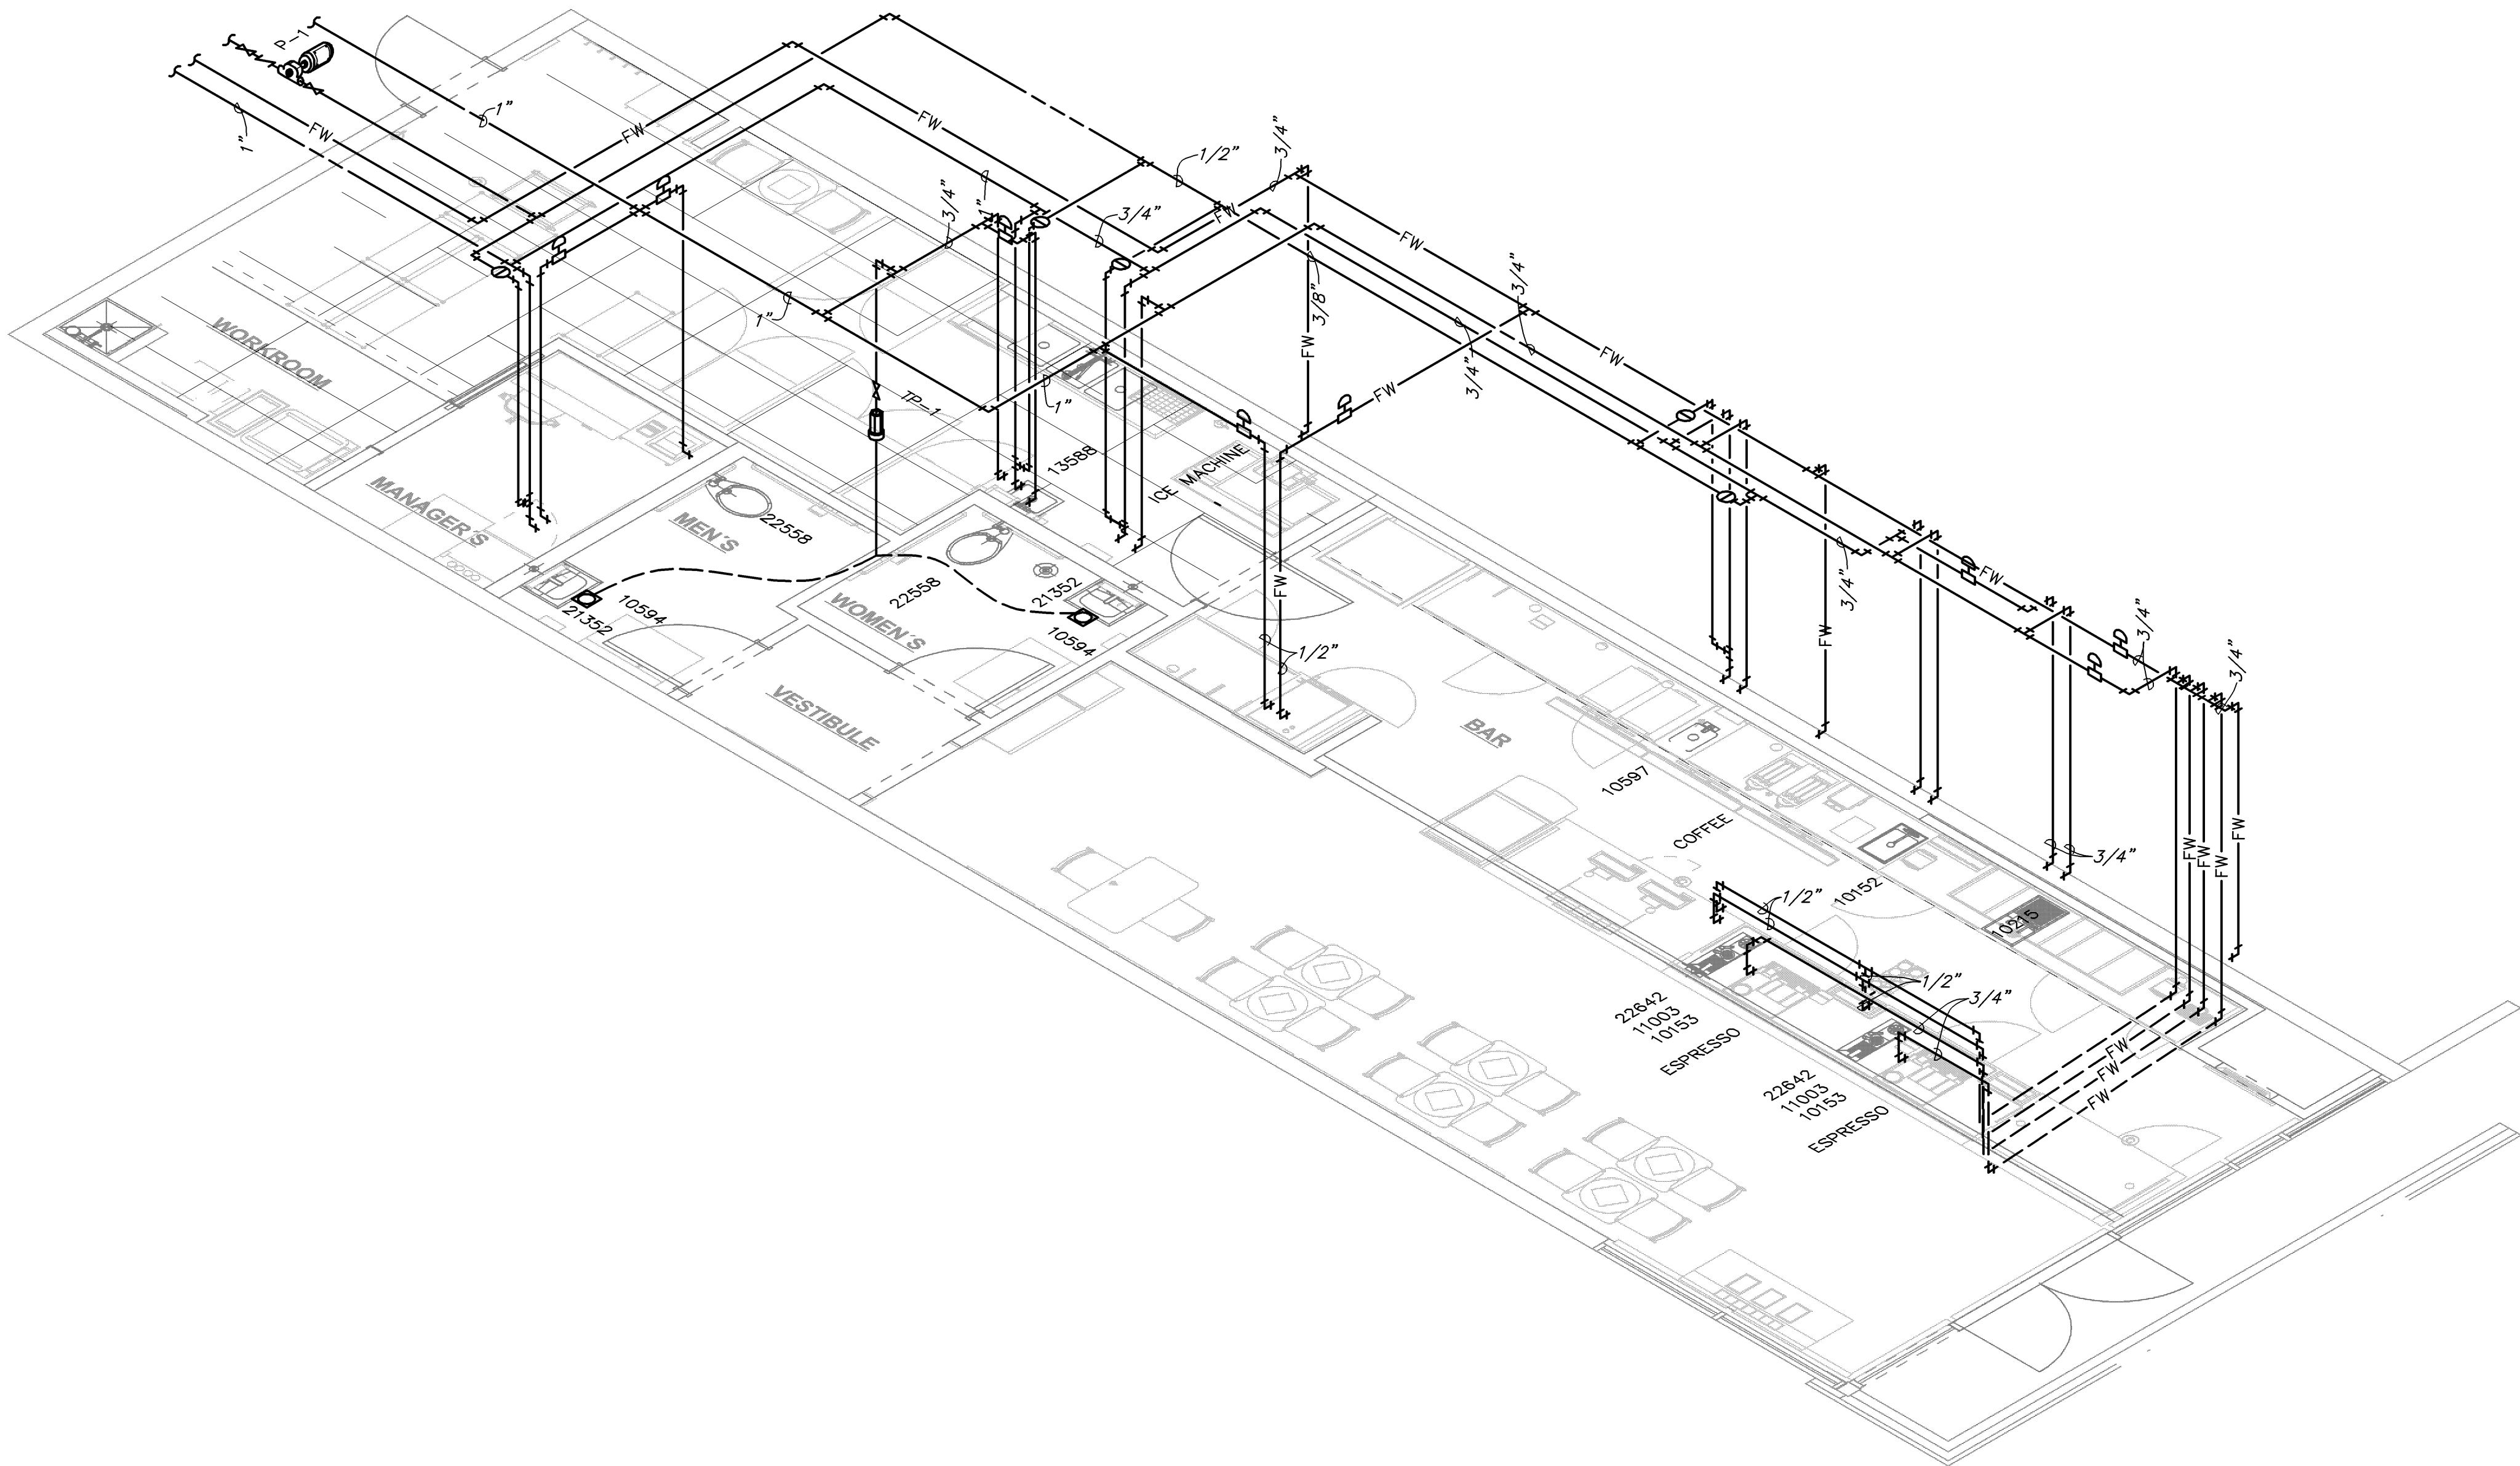 P-1
1"
FW
1"
FW
FW
1/2"
3/4"
3/4"
1"
3/4"
FW
FW
3/4"
3/8"
1"
FW
3/4"
FW
WORKROOM
1"
FW
TP-1
13588
ICE MACHINE
MANAGER'S
MEN'S
22558
FW
3/4"
FW
22558
21352
10594
21352
WOMEN'S
10594
1/2"
FW
3/4"
3/4"
VESTIBULE
BAR
10597
COFFEE
FW
FW
FW
FW
3/4"
10152
1/2"
10215
1/2"
3/4"
22642
11003
10153
ESPRESSO
FW
FW
FW
22642
11003
10153
ESPRESSO